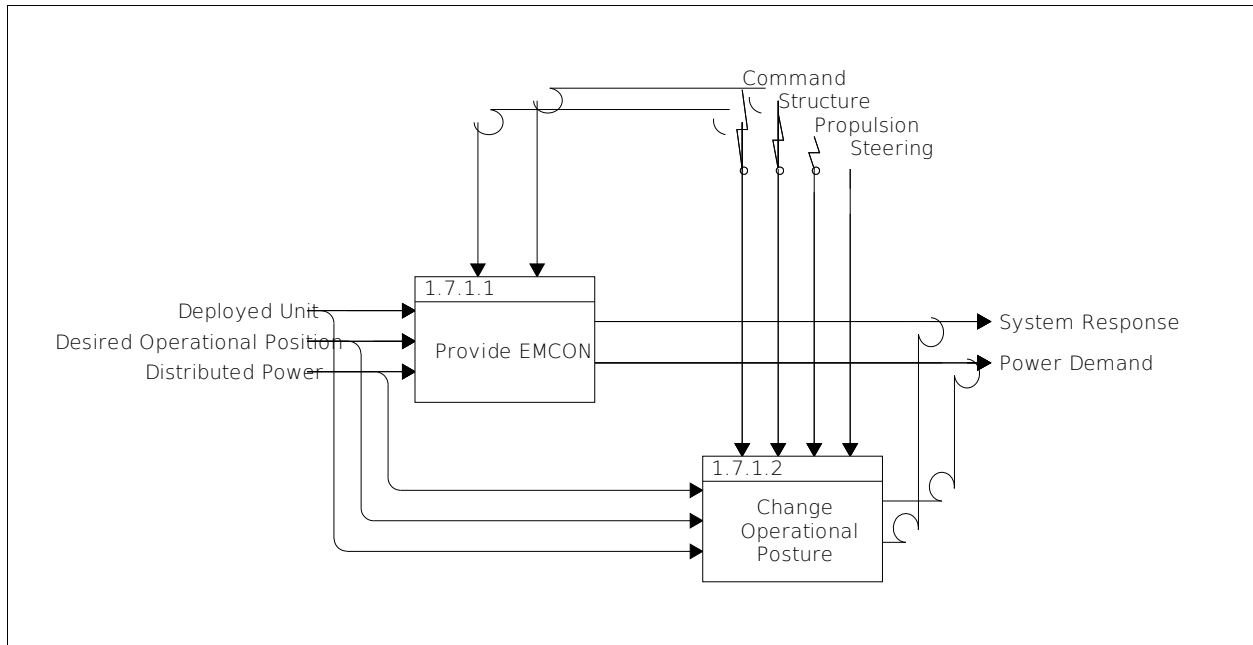 Command
Structure
Propulsion
Steering
1.7.1.1
Provide EMCON
Deployed Unit
Desired Operational Position
Distributed Power
System Response
Power Demand
1.7.1.2
Change
Operational
Posture